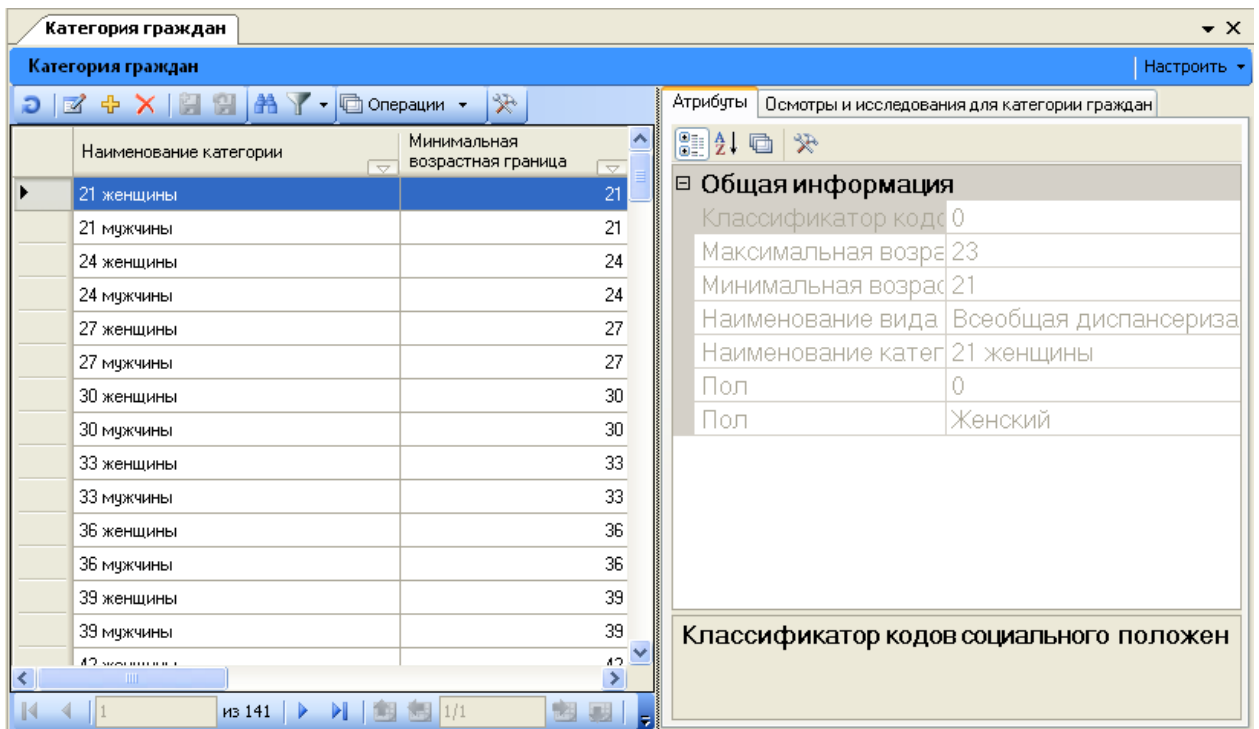 Категория граждан
Категория граждан
Настроить
Операции
Атрибуты Осмотры и исследования для категории граждан
Наименование категории Минимальная возрастная граница
21 женщины 21
21 мужчины 21
24 женщины 24
24 мужчины 24
27 женщины 27
27 мужчины 27
30 женщины 30
30 мужчины 30
33 женщины 33
33 мужчины 33
36 женщины 36
36 мужчины 36
39 женщины 39
39 мужчины 39
42 женщины 42
1 из 141 1/1
Общая информация
Классификатор кодо 0
Максимальная возра 23
Минимальная возрас 21
Наименование вида Всеобщая диспансериза
Наименование катег 21 женщины
Пол 0
Пол Женский
Классификатор кодов социального положен